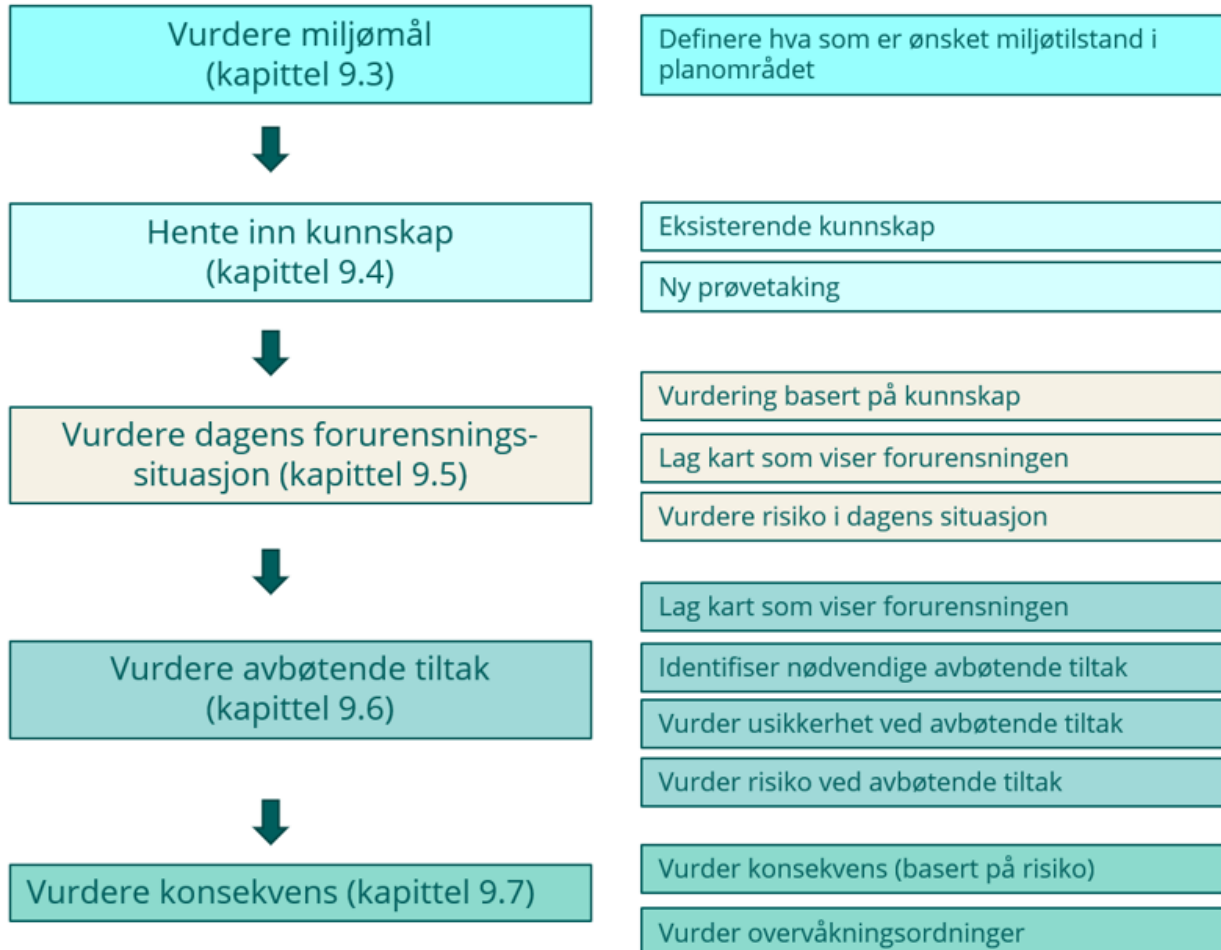 Vurdere miljømål
(kapittel 9.3)
Definere hva som er ønsket miljøtilstand i
planområdet
Hente inn kunnskap
(kapittel 9.4)
Eksisterende kunnskap
Ny prøvetaking
Vurdere dagens forurensnings-
situasjon (kapittel 9.5)
Vurdering basert på kunnskap
Lag kart som viser forurensningen
Vurdere risiko i dagens situasjon
Vurdere avbøtende tiltak
(kapittel 9.6)
Lag kart som viser forurensningen
Identifiser nødvendige avbøtende tiltak
Vurder usikkerhet ved avbøtende tiltak
Vurder risiko ved avbøtende tiltak
Vurdere konsekvens (kapittel 9.7)
Vurder konsekvens (basert på risiko)
Vurder overvåkningsordninger